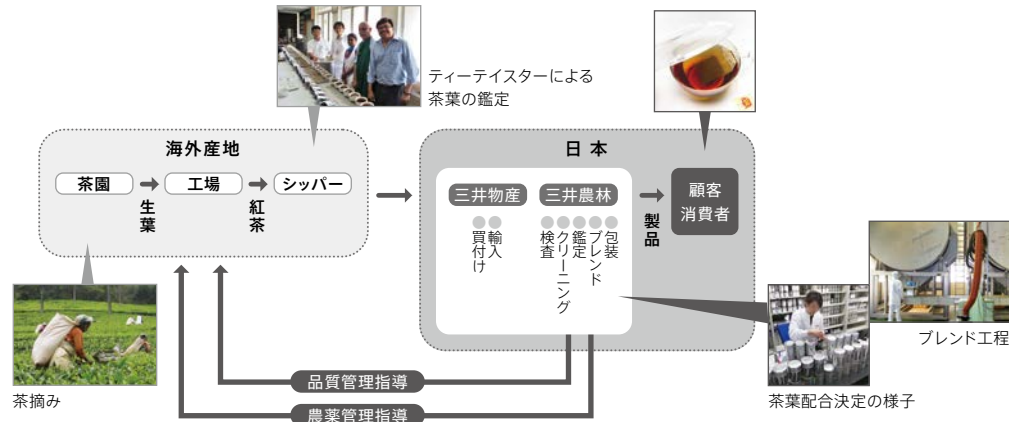 ティーテイスターによる
茶葉の鑑定
海外産地
茶園
生葉
工場
紅茶
シッパー
日本
三井物産
買付け
輸入
三井農林
検査
クリーニング
鑑定
ブレンド
包装
製品
顧客
消費者
茶摘み
品質管理指導
農薬管理指導
茶葉配合決定の様子
ブレンド工程